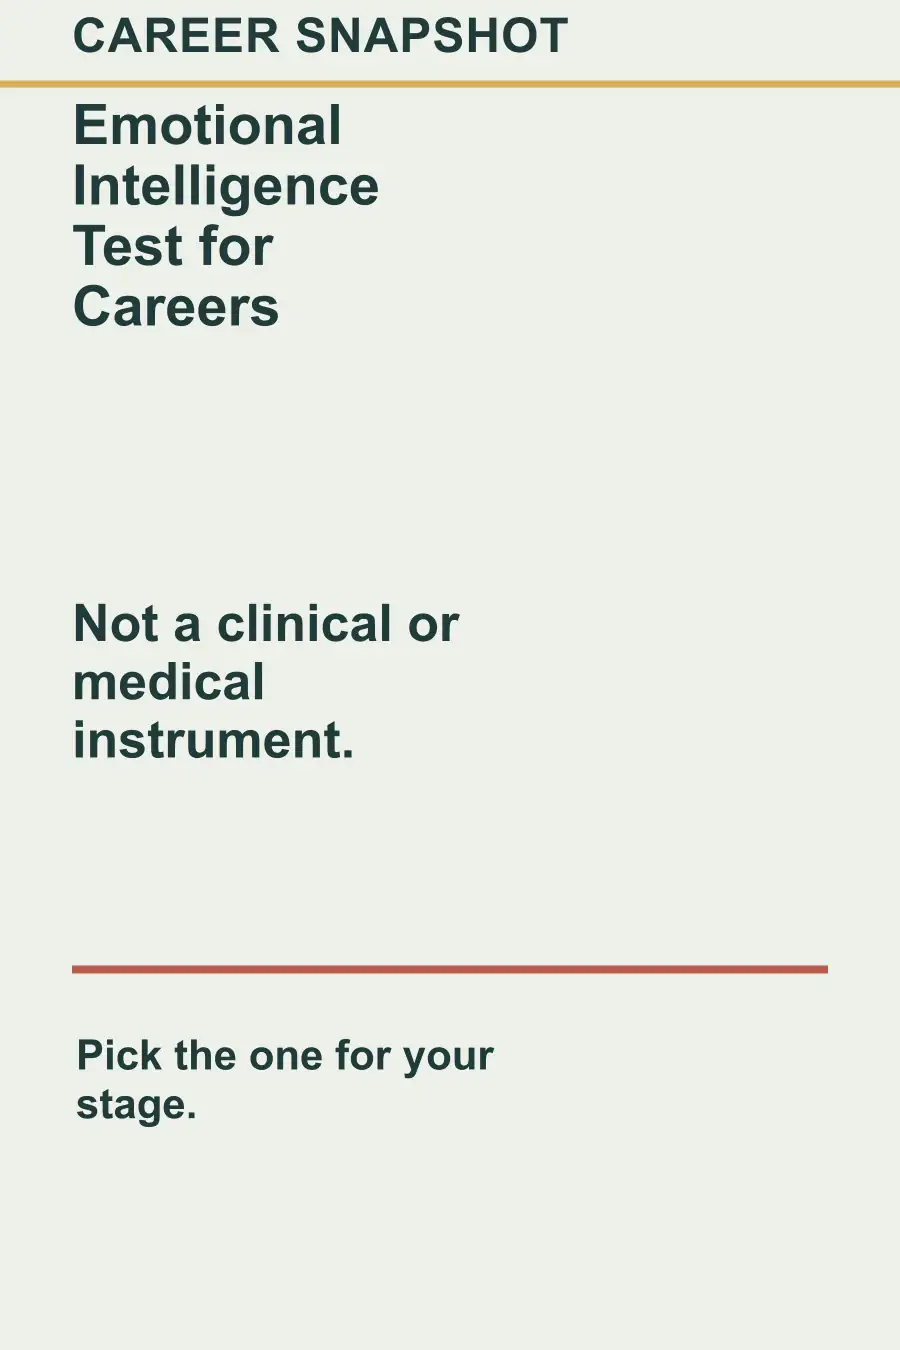 CAREER SNAPSHOT
Emotional
Intelligence
Test for
Careers
Not a clinical or
medical
instrument.
Pick the one for your
stage.